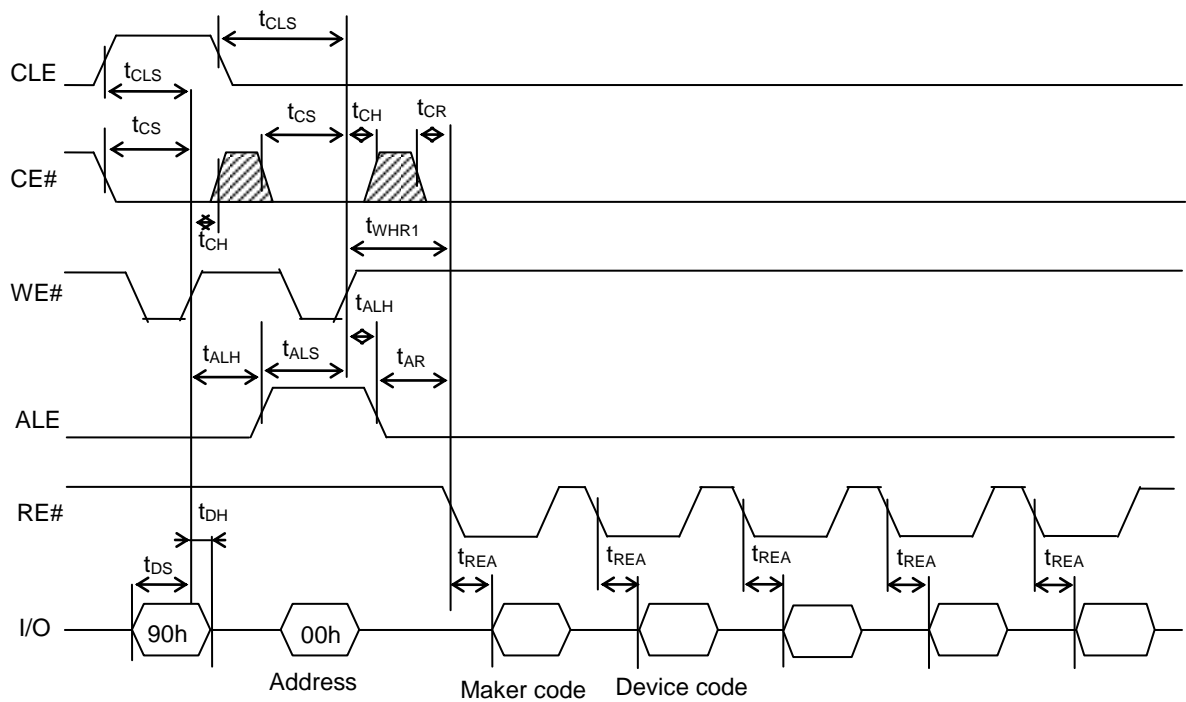 tCLS
CLE
tCLS
tCS
tCH
tCR
tCS
CE#
tCH
tWHR1
WE#
tALH
tALH
tALS
tAR
ALE
RE#
tDH
tREA
tREA
tREA
tREA
tREA
tDS
I/O
90h
00h
Address
Maker code
Device code